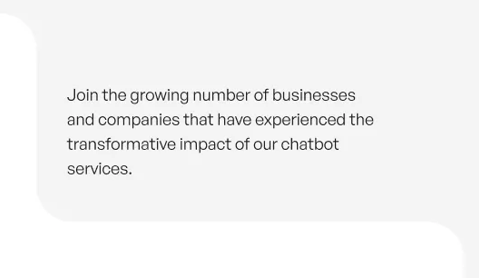 Join the growing number of businesses
and companies that have experienced the
transformative impact of our chatbot
services.